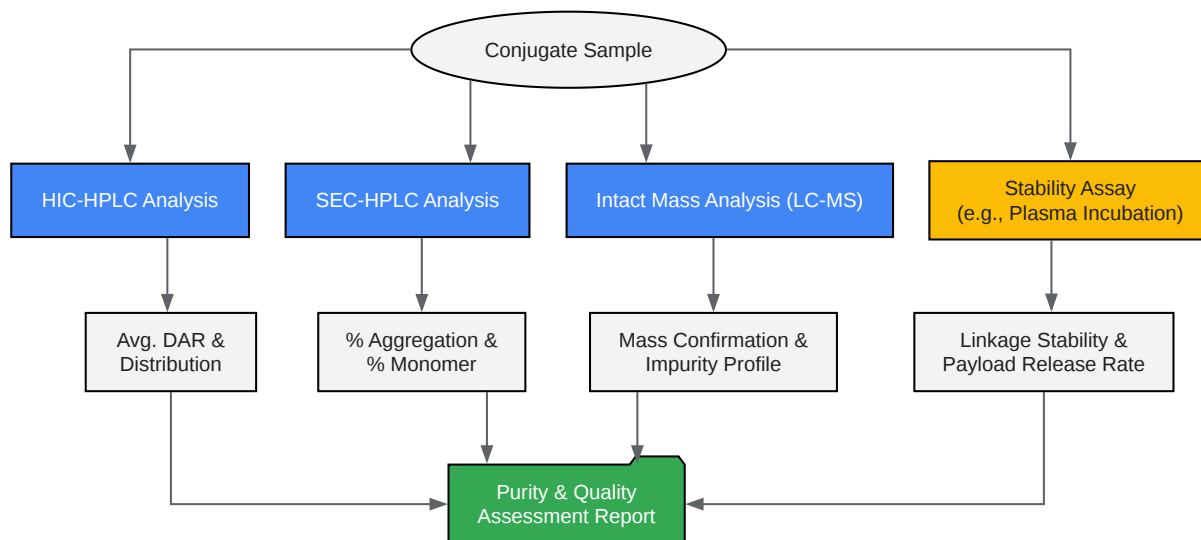 Conjugate Sample
HIC-HPLC Analysis
SEC-HPLC Analysis
Intact Mass Analysis (LC-MS)
Stability Assay
(e.g., Plasma Incubation)
Avg. DAR &
Distribution
% Aggregation &
% Monomer
Mass Confirmation &
Impurity Profile
Linkage Stability &
Payload Release Rate
Purity & Quality
Assessment Report